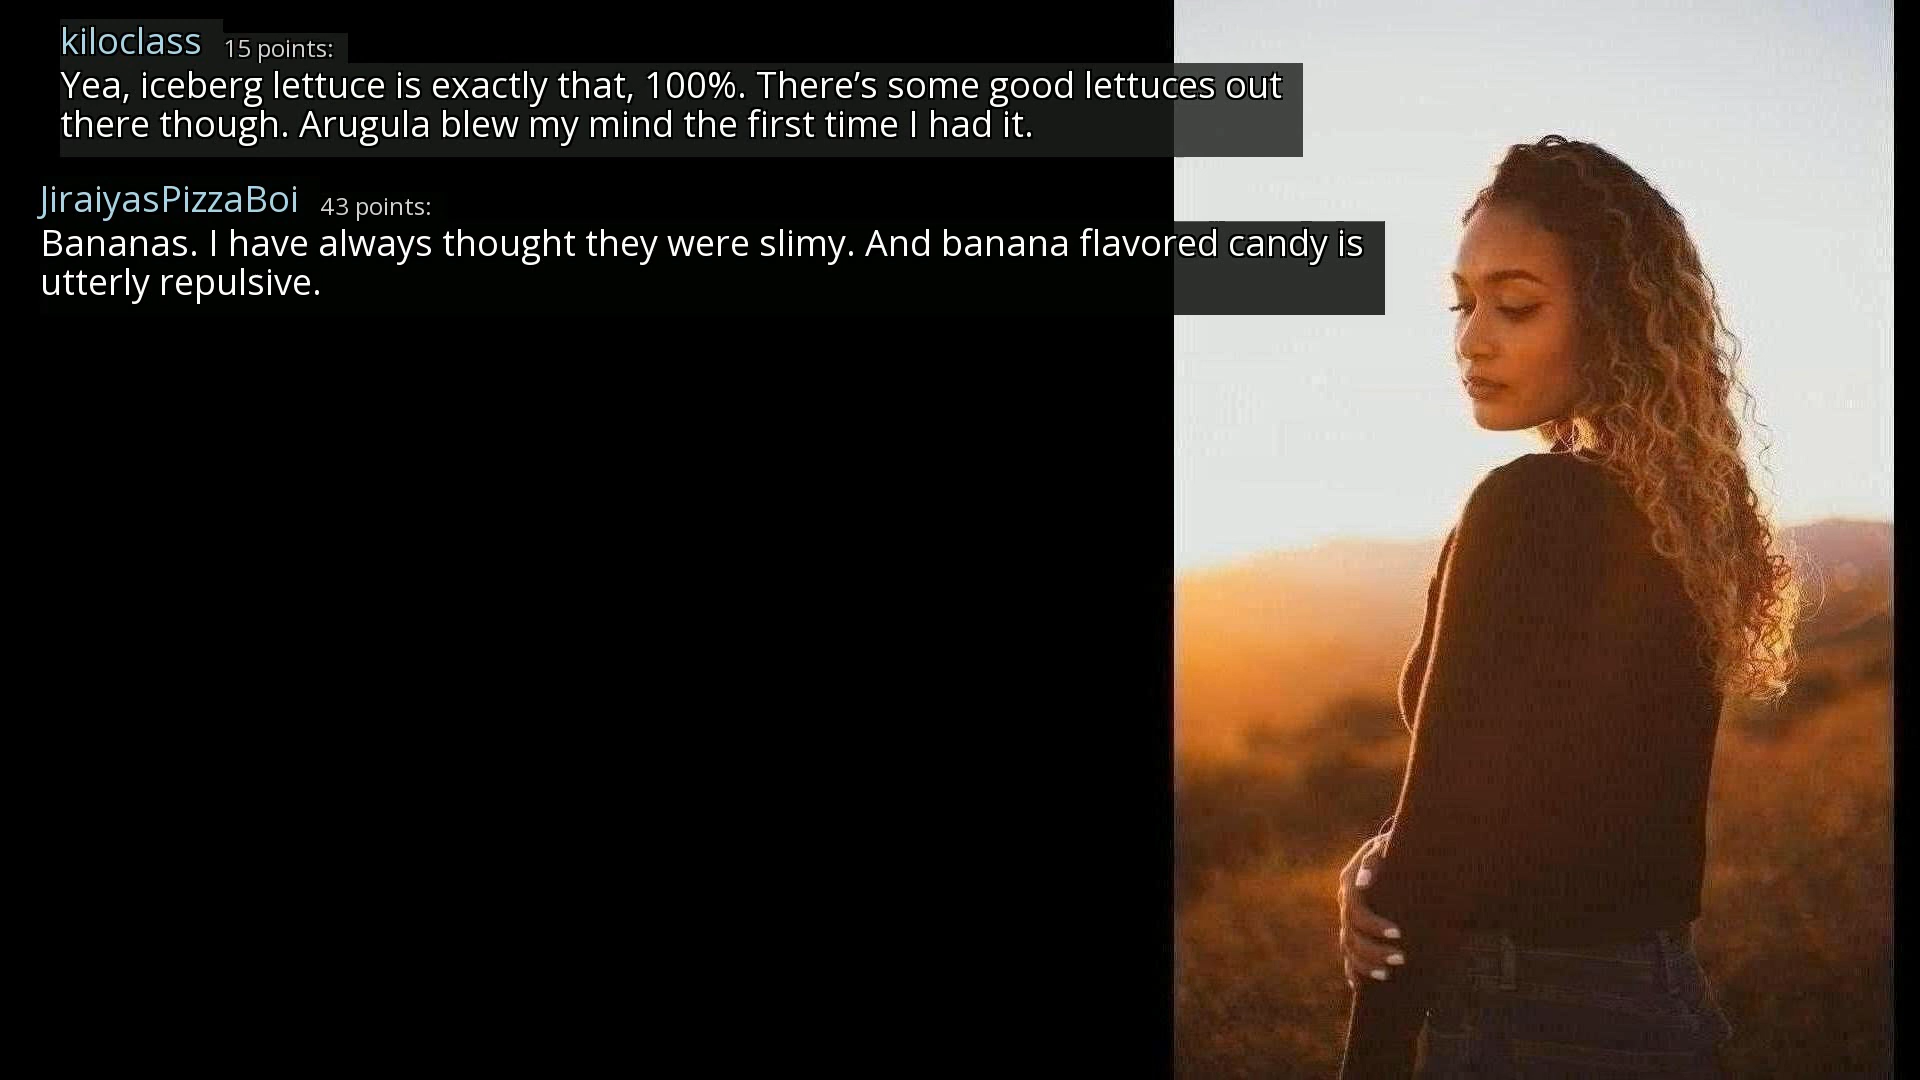 kiloclass 15 points:
Yea, iceberg lettuce is exactly that, 100%. There’s some good lettuces out
there though. Arugula blew my mind the first time I had it.
JiraiyasPizzaBoi 43 points:
Bananas. I have always thought they were slimy. And banana flavored candy is
utterly repulsive.